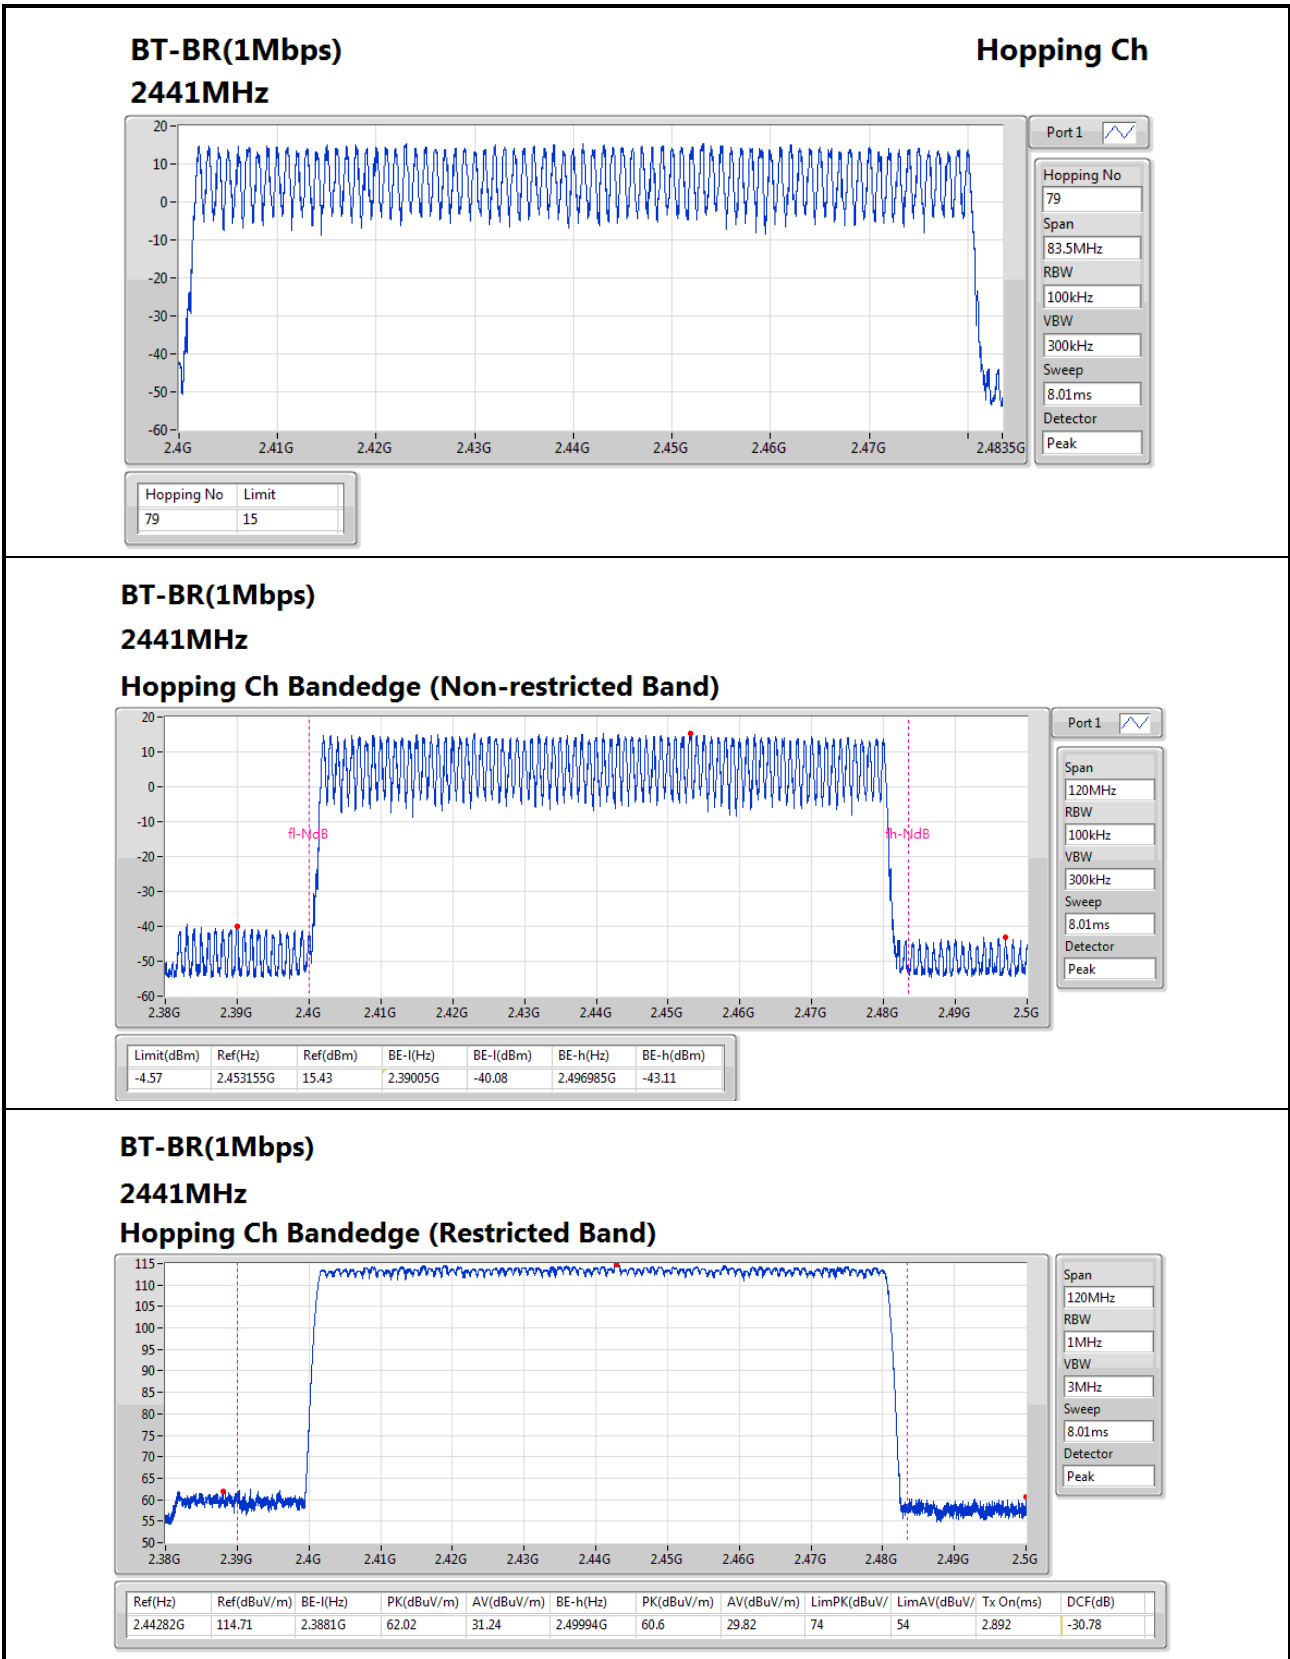 BT-BR(1Mbps) Hopping Ch
2441MHz
Port 1
20
10
0
-10
-20
-30
-40
-50
-60
2.4G 2.41G 2.42G 2.43G 2.44G 2.45G 2.46G 2.47G 2.4835G
Hopping No
79
Span
83.5MHz
RBW
100kHz
VBW
300kHz
Sweep
8.01ms
Detector
Peak
Hopping No Limit
79 15
BT-BR(1Mbps)
2441MHz
Hopping Ch Bandedge (Non-restricted Band)
Port 1
20
10
0
-10
-20
-30
-40
-50
-60
fl-NdB fh-NdB
2.38G 2.39G 2.4G 2.41G 2.42G 2.43G 2.44G 2.45G 2.46G 2.47G 2.48G 2.49G 2.5G
Span
120MHz
RBW
100kHz
VBW
300kHz
Sweep
8.01ms
Detector
Peak
Limit(dBm) Ref(Hz) Ref(dBm) BE-l(Hz) BE-l(dBm) BE-h(Hz) BE-h(dBm)
-4.57 2.453155G 15.43 2.39005G -40.08 2.496985G -43.11
BT-BR(1Mbps)
2441MHz
Hopping Ch Bandedge (Restricted Band)
115
110
105
100
95
90
85
80
75
70
65
60
55
50
2.38G 2.39G 2.4G 2.41G 2.42G 2.43G 2.44G 2.45G 2.46G 2.47G 2.48G 2.49G 2.5G
Span
120MHz
RBW
1MHz
VBW
3MHz
Sweep
8.01ms
Detector
Peak
Ref(Hz) Ref(dBuV/m) BE-l(Hz) PK(dBuV/m) AV(dBuV/m) BE-h(Hz) PK(dBuV/m) AV(dBuV/m) LimPK(dBuV/ LimAV(dBuV/ Tx On(ms) DCF(dB)
2.44282G 114.71 2.3881G 62.02 31.24 2.49994G 60.6 29.82 74 54 2.892 -30.78